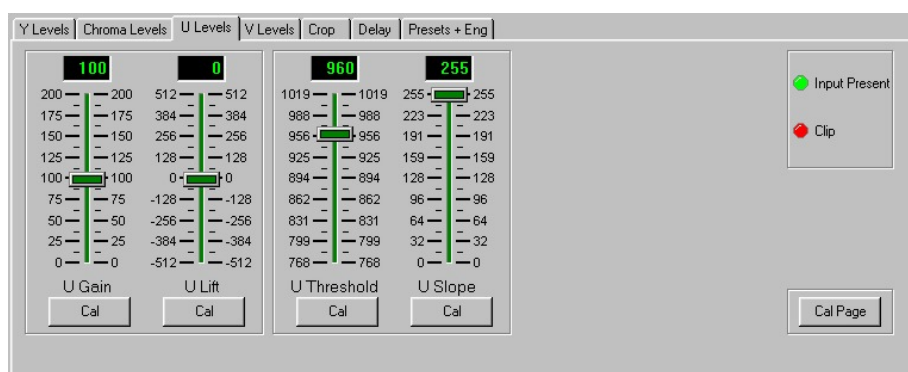 Y Levels Chroma Levels U Levels V Levels Crop Delay Presets + Eng
100 0 960 255
200 200 512 512 1019 1019 255 255
175 175 384 384 988 988 223 223
150 150 256 256 956 956 191 191
125 125 128 128 925 925 159 159
100 100 0 0 894 894 128 128
75 75 -128 -128 862 862 96 96
50 50 -256 -256 831 831 64 64
25 25 -384 -384 799 799 32 32
0 0 -512 -512 768 768 0 0
U Gain U Lift U Threshold U Slope
Cal Cal Cal Cal
Input Present
Clip
Cal Page